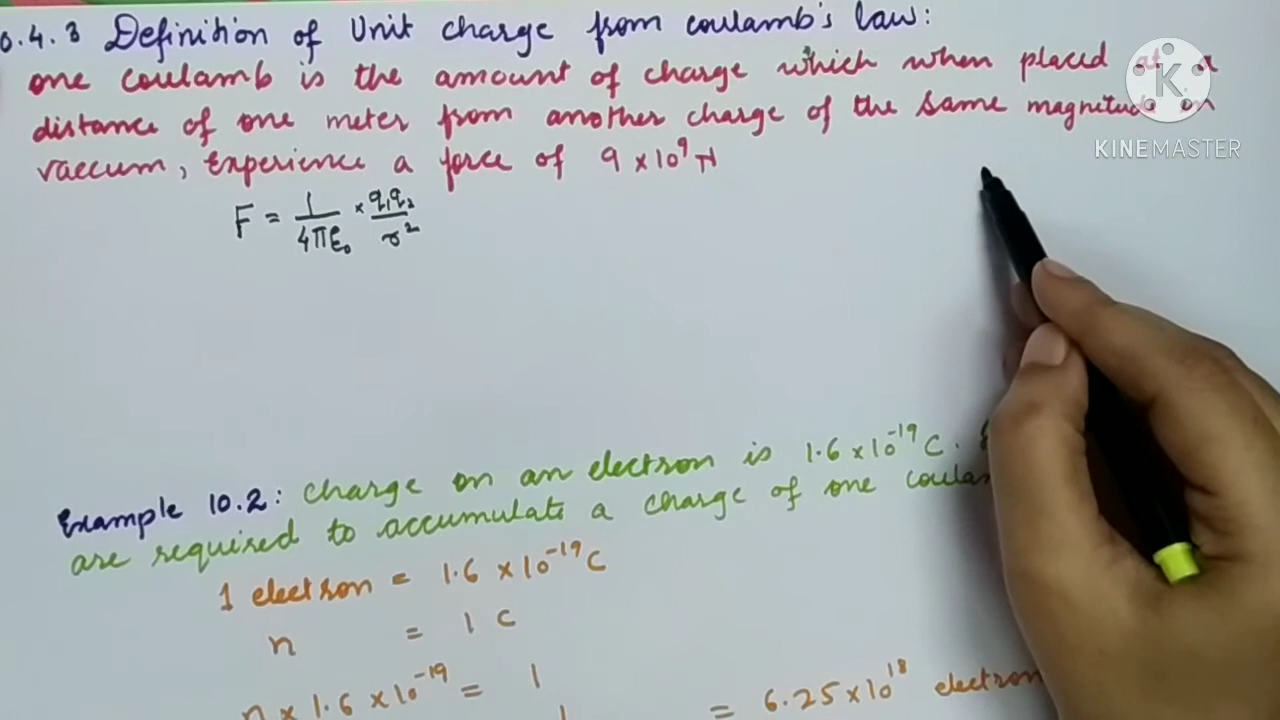 0.4.3 Definition of Unit charge from coulamb's law:
one coulamb is the amount of charge which when placed at a
distance of one meter from another charge of the same magnitude on
vaccum, Experience a force of 9 × 10⁹ N
K
KINEMASTER
F = 1/4πε₀ × q₁q₂/r²
Example 10.2: charge on an electron is 1.6 × 10⁻¹⁹ C.
are required to accumulate a charge of one coulam
1 electron = 1.6 × 10⁻¹⁹ C
n = 1 C
n × 1.6 × 10⁻¹⁹ = 1
= 6.25 × 10¹⁸ electron